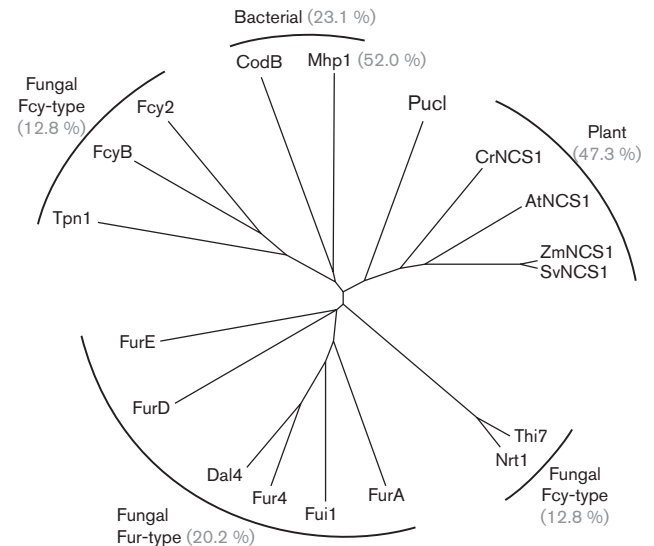 Bacterial (23.1 %)
CodB
Mhp1 (52.0 %)
Fungal
Fcy-type
(12.8 %)
Fcy2
FcyB
Tpn1
PucI
Plant
(47.3 %)
CrNCS1
AtNCS1
ZmNCS1
SvNCS1
FurE
FurD
Dal4
Fur4
Fui1
FurA
Thi7
Nrt1
Fungal
Fcy-type
(12.8 %)
Fungal
Fur-type (20.2 %)